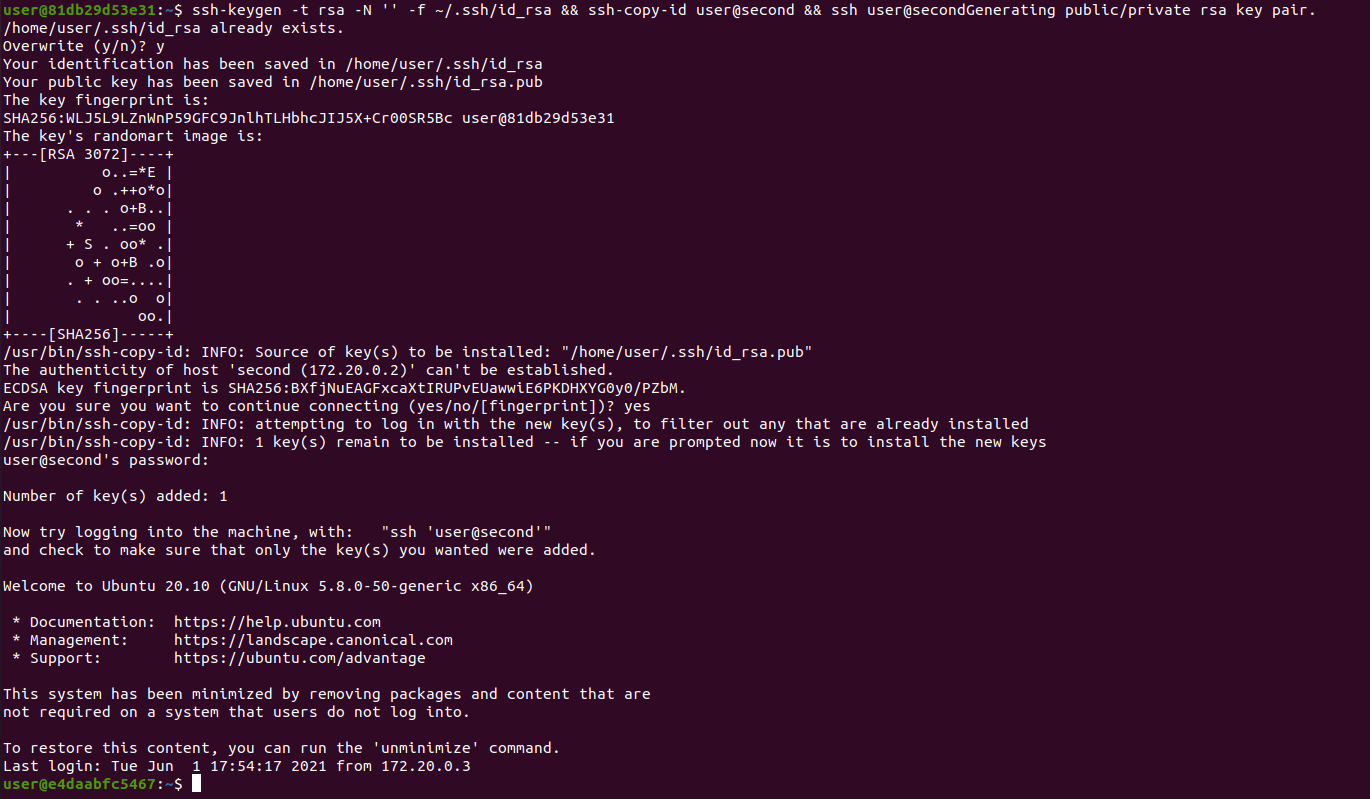 user@81db29d53e31:~$ ssh-keygen -t rsa -N '' -f ~/.ssh/id_rsa && ssh-copy-id user@second && ssh user@secondGenerating public/private rsa key pair.
/home/user/.ssh/id_rsa already exists.
Overwrite (y/n)? y
Your identification has been saved in /home/user/.ssh/id_rsa
Your public key has been saved in /home/user/.ssh/id_rsa.pub
The key fingerprint is:
SHA256:WLJ5L9LZnWnP59GFC9JnlhTLHbhcJIJ5X+Cr00SR5Bc user@81db29d53e31
The key's randomart image is:
+---[RSA 3072]----+
|          o..=*E |
|         o .++o*o|
|      . . . o+B..|
|       *   ..=oo |
|      + S . oo* .|
|       o + o+B .o|
|      . + oo=....|
|       . . ..o  o|
|              oo.|
+----[SHA256]-----+
/usr/bin/ssh-copy-id: INFO: Source of key(s) to be installed: "/home/user/.ssh/id_rsa.pub"
The authenticity of host 'second (172.20.0.2)' can't be established.
ECDSA key fingerprint is SHA256:BXfjNuEAGFxcaXtIRUPvEUawwiE6PKDHXYG0y0/PZbM.
Are you sure you want to continue connecting (yes/no/[fingerprint])? yes
/usr/bin/ssh-copy-id: INFO: attempting to log in with the new key(s), to filter out any that are already installed
/usr/bin/ssh-copy-id: INFO: 1 key(s) remain to be installed -- if you are prompted now it is to install the new keys
user@second's password:
Number of key(s) added: 1
Now try logging into the machine, with:   "ssh 'user@second'"
and check to make sure that only the key(s) you wanted were added.
Welcome to Ubuntu 20.10 (GNU/Linux 5.8.0-50-generic x86_64)
 * Documentation:  https://help.ubuntu.com
 * Management:     https://landscape.canonical.com
 * Support:        https://ubuntu.com/advantage
This system has been minimized by removing packages and content that are
not required on a system that users do not log into.
To restore this content, you can run the 'unminimize' command.
Last login: Tue Jun  1 17:54:17 2021 from 172.20.0.3
user@e4daabfc5467:~$